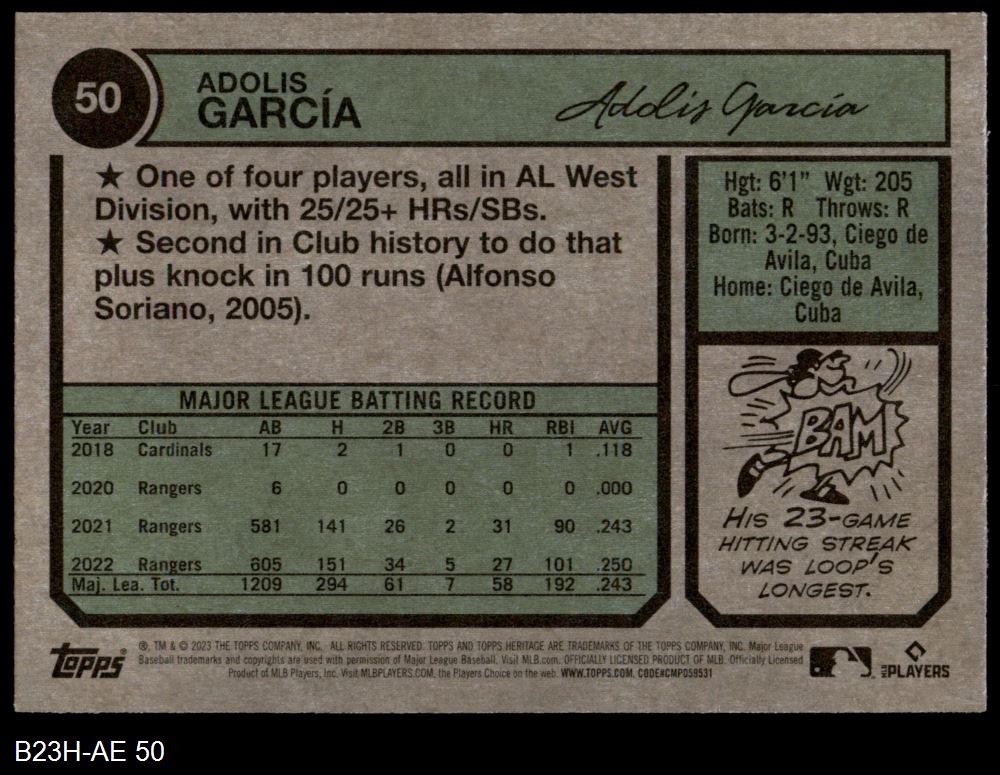 50
ADOLIS
GARCÍA
Adolis García
★ One of four players, all in AL West
Division, with 25/25+ HRs/SBs.
★ Second in Club history to do that
plus knock in 100 runs (Alfonso
Soriano, 2005).
Hgt: 6'1" Wgt: 205
Bats: R Throws: R
Born: 3-2-93, Ciego de
Avila, Cuba
Home: Ciego de Avila,
Cuba
MAJOR LEAGUE BATTING RECORD
Year Club AB H 2B 3B HR RBI AVG
2018 Cardinals 17 2 1 0 0 1 .118
2020 Rangers 6 0 0 0 0 0 .000
2021 Rangers 581 141 26 2 31 90 .243
2022 Rangers 605 151 34 5 27 101 .250
Maj. Lea. Tot. 1209 294 61 7 58 192 .243
BAM
HIS 23-GAME
HITTING STREAK
WAS LOOP'S
LONGEST.
Topps
®, TM & © 2023 THE TOPPS COMPANY, INC. ALL RIGHTS RESERVED. TOPPS AND TOPPS HERITAGE ARE TRADEMARKS OF THE TOPPS COMPANY, INC. Major League
Baseball trademarks and copyrights are used with permission of Major League Baseball. Visit MLB.com. OFFICIALLY LICENSED PRODUCT OF MLB. Officially Licensed
Product of MLB Players, Inc. Visit MLBPLAYERS.COM, the Players Choice on the web. WWW.TOPPS.COM. CODE#CMP059531
MLB PLAYERS
B23H-AE 50